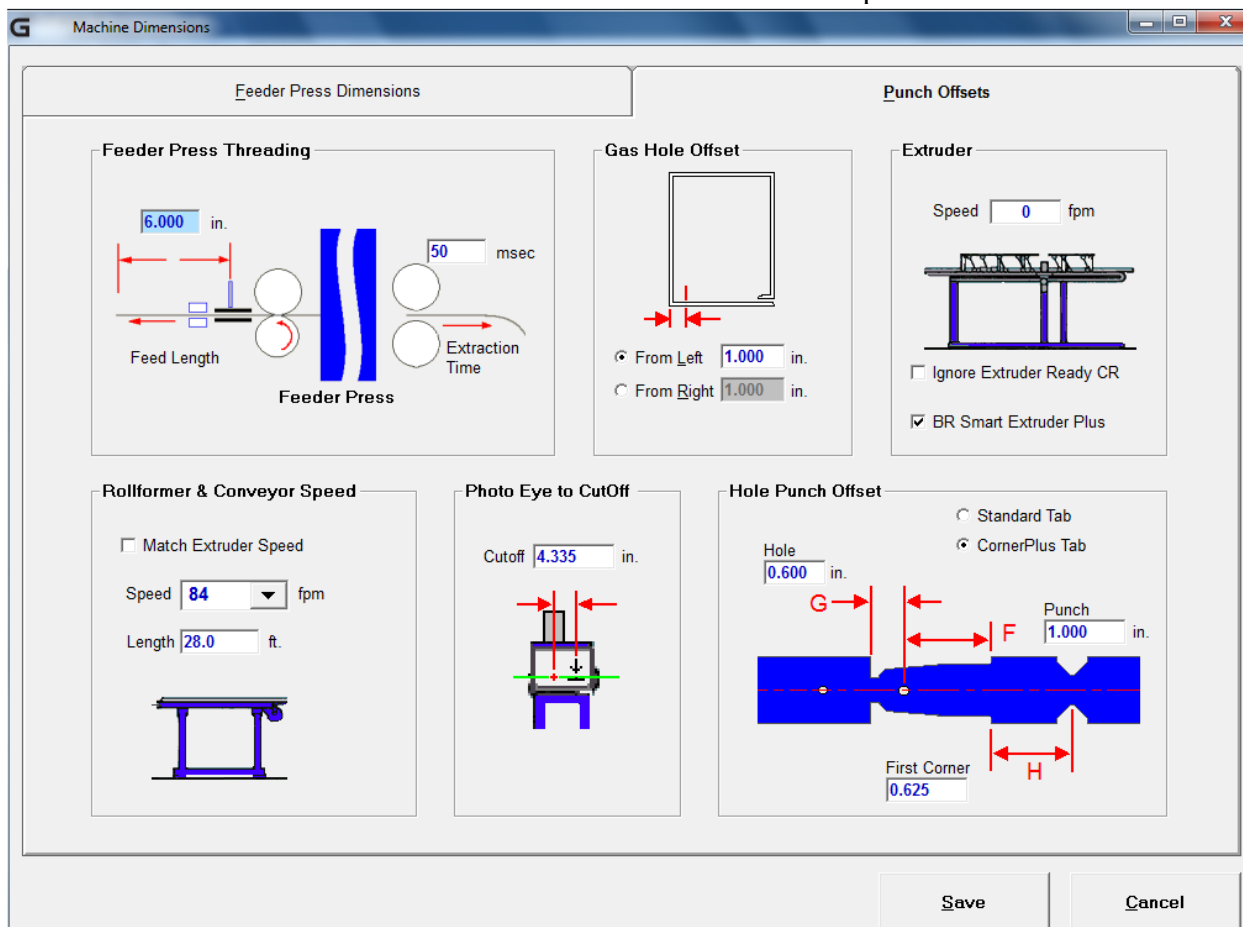 G Machine Dimensions
Feeder Press Dimensions
Punch Offsets
Feeder Press Threading
6.000 in.
50 msec
Feed Length
Extraction
Time
Feeder Press
Gas Hole Offset
From Left 1.000 in.
From Right 1.000 in.
Extruder
Speed 0 fpm
Ignore Extruder Ready CR
BR Smart Extruder Plus
Rollformer & Conveyor Speed
Match Extruder Speed
Speed 84 fpm
Length 28.0 ft.
Photo Eye to CutOff
Cutoff 4.335 in.
Hole Punch Offset
Standard Tab
CornerPlus Tab
Hole
0.600 in.
G
F
Punch
1.000 in.
First Corner
0.625
H
Save
Cancel